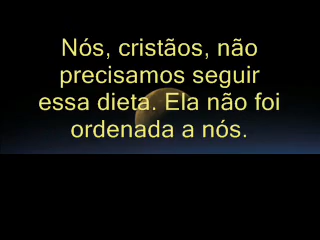 Nós, cristãos, não
precisamos seguir
essa dieta. Ela não foi
ordenada a nós.